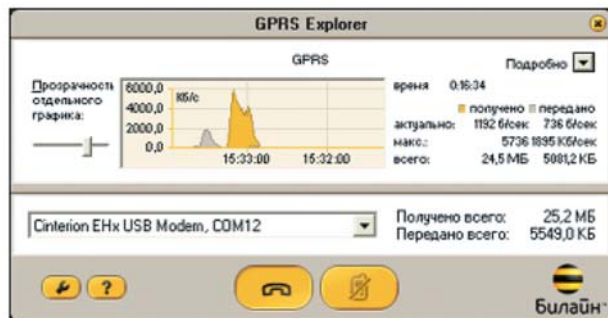 GPRS Explorer
GPRS
Подробно
Прозрачность
отдельного
графика:
6000,0
4000,0
2000,0
0,0
Кб/с
15:33:00 15:32:00
время 0:16:34
получено передано
актуально: 1192 б/сек 736 б/сек
макс.: 5736 1895 Кб/сек
всего: 24,5 МБ 5081,2 КБ
Cinterion EHx USB Modem, COM12
Получено всего: 25,2 МБ
Передано всего: 5549,0 КБ
?
Билайн